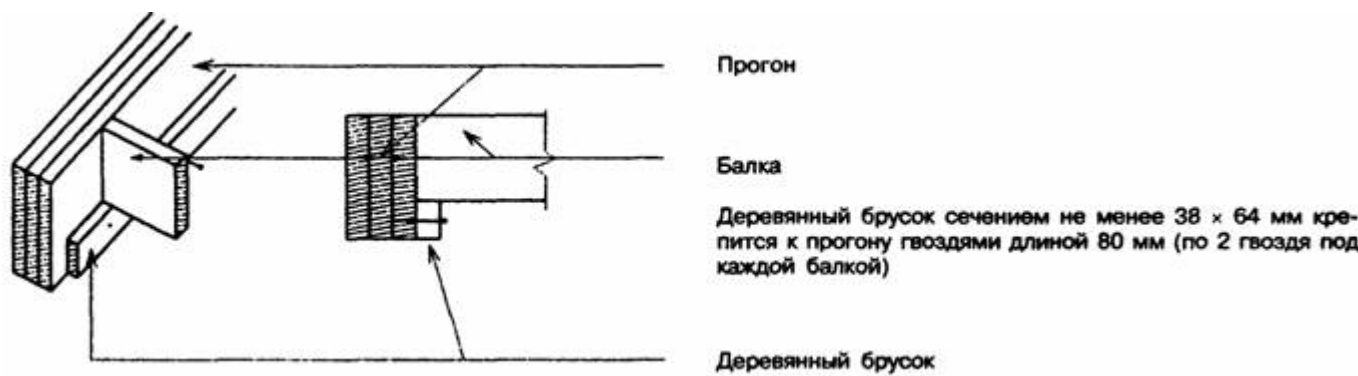 Прогон
Балка
Деревянный брусок сечением не менее 38 × 64 мм кре-
пится к прогону гвоздями длиной 80 мм (по 2 гвоздя под
каждой балкой)
Деревянный брусок